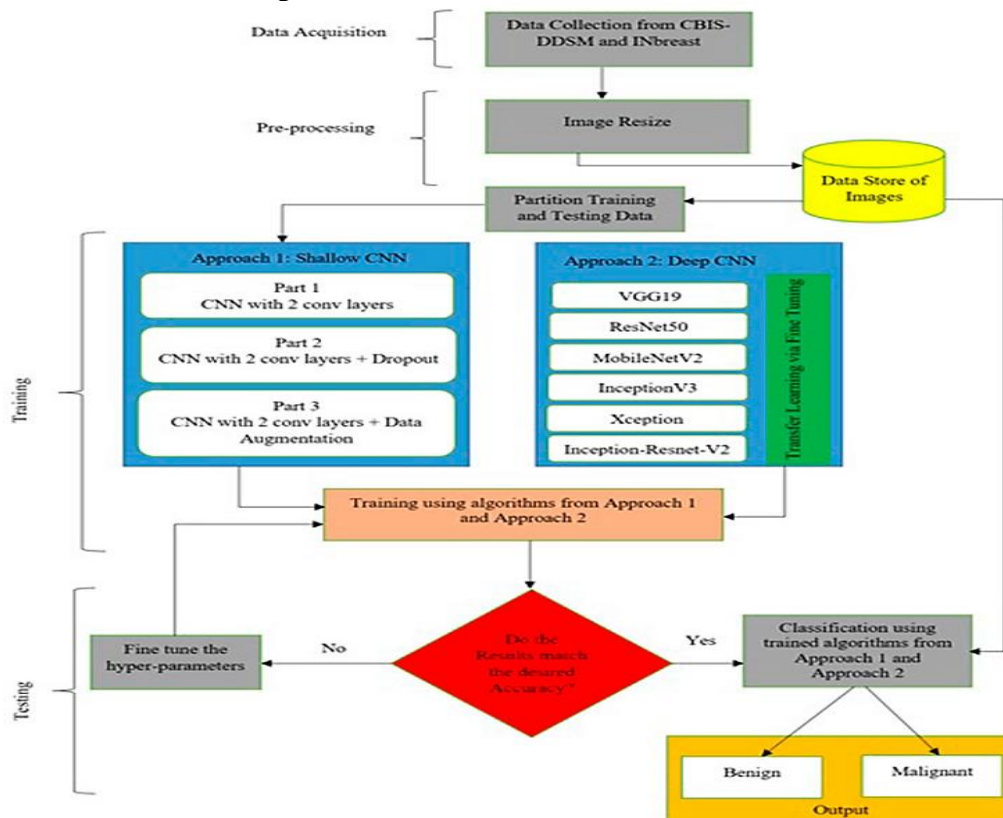 Data Acquisition
Data Collection from CBIS-
DDSM and INbreast
Pre-processing
Image Resize
Data Store of
Images
Partition Training
and Testing Data
Training
Approach 1: Shallow CNN
Part 1
CNN with 2 conv layers
Part 2
CNN with 2 conv layers + Dropout
Part 3
CNN with 2 conv layers + Data
Augmentation
Approach 2: Deep CNN
VGG19
ResNet50
MobileNetV2
InceptionV3
Xception
Inception-Resnet-V2
Transfer Learning via Fine Tuning
Training using algorithms from Approach 1
and Approach 2
Testing
Fine tune the
hyper-parameters
No
Do the
Results match
the desired
Accuracy"
Yes
Classification using
trained algorithms from
Approach 1 and
Approach 2
Benign
Malignant
Output